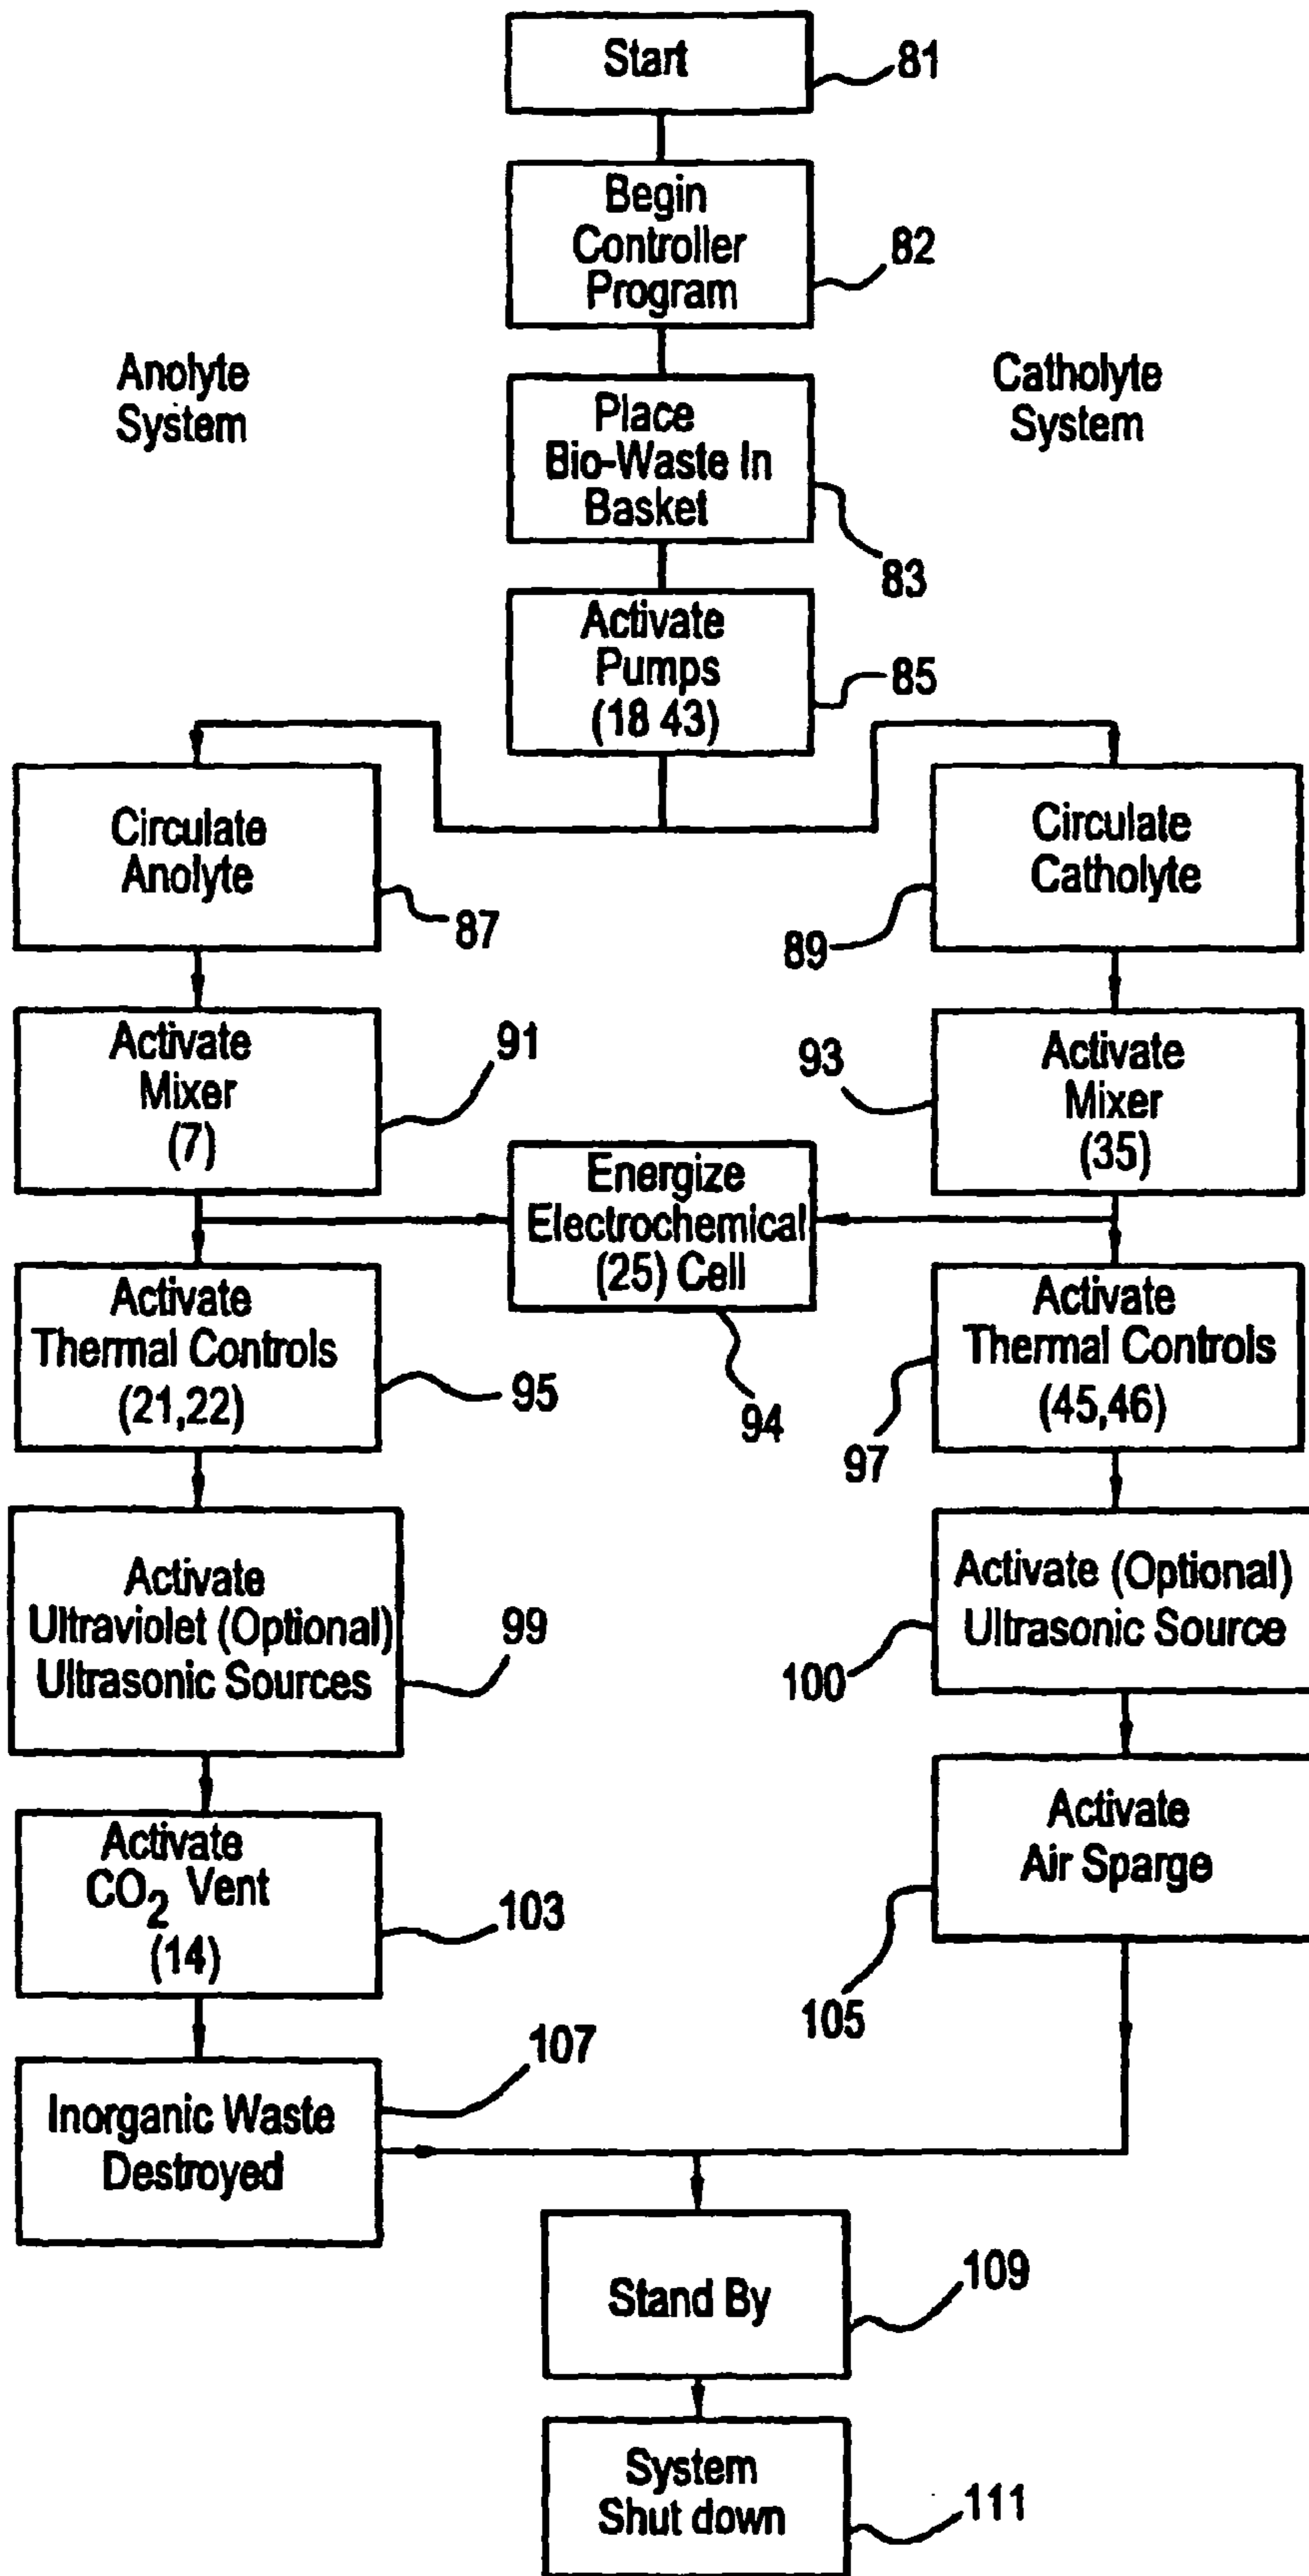 Start
81
Begin
Controller
Program
82
Anolyte
System
Catholyte
System
Place
Bio-Waste In
Basket
83
Activate
Pumps
(18 43)
85
Circulate
Anolyte
87
Circulate
Catholyte
89
Activate
Mixer
(7)
91
Activate
Mixer
(35)
93
Energize
Electrochemical
(25) Cell
94
Activate
Thermal Controls
(21,22)
95
Activate
Thermal Controls
(45,46)
97
Activate
Ultraviolet (Optional)
Ultrasonic Sources
99
Activate (Optional)
Ultrasonic Source
100
Activate
CO2 Vent
(14)
103
Activate
Air Sparge
105
Inorganic Waste
Destroyed
107
Stand By
109
System
Shut down
111